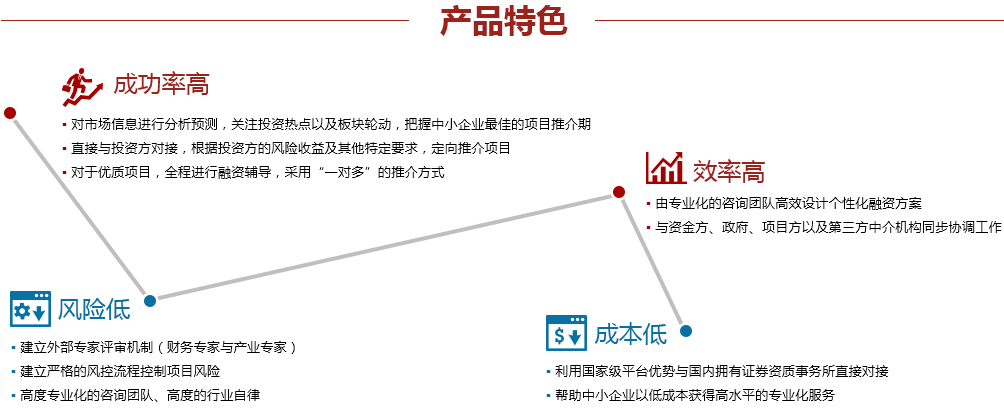 产品特色
成功率高
▪ 对市场信息进行分析预测，关注投资热点以及板块轮动，把握中小企业最佳的项目推介期
▪ 直接与投资方对接，根据投资方的风险收益及其他特定要求，定向推介项目
▪ 对于优质项目，全程进行融资辅导，采用“一对多”的推介方式
效率高
▪ 由专业化的咨询团队高效设计个性化融资方案
▪ 与资金方、政府、项目方以及第三方中介机构同步协调工作
风险低
▪ 建立外部专家评审机制（财务专家与产业专家）
▪ 建立严格的风控流程控制项目风险
▪ 高度专业化的咨询团队、高度的行业自律
$
成本低
▪ 利用国家级平台优势与国内拥有证券资质事务所直接对接
▪ 帮助中小企业以低成本获得高水平的专业化服务